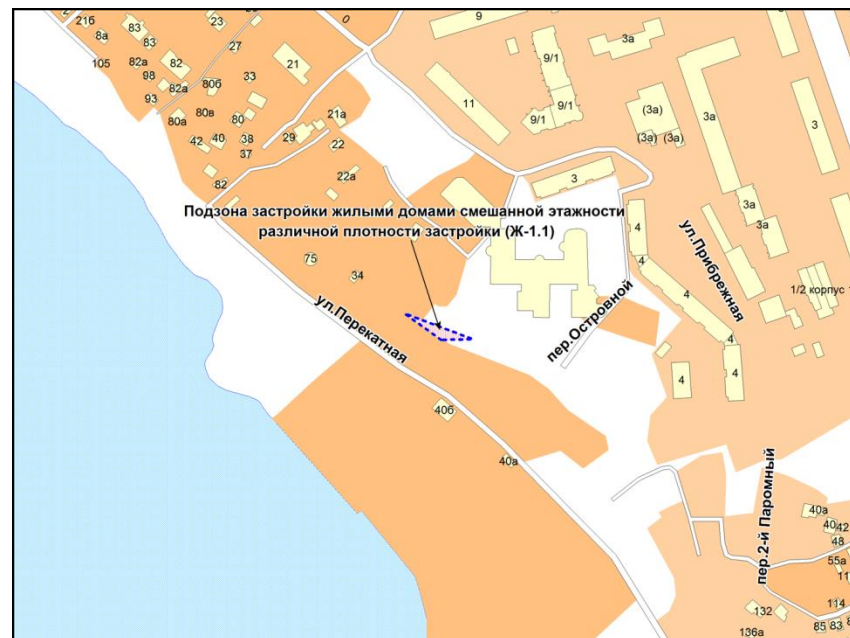 21б
83
23
8а
83
27
105
82а
82
98
82а
80б
33
21
93
80в
80а
80
21а
42
40
38
29
22
37
82
22а
9
3а
9/1
11
9/1
9/1
(3а)
(3а)
(3а)
3а
3
3
3а
3а
4
4
4
4
4
4
1/2 корпус
ул.Прибрежная
Подзона застройки жилыми домами смешанной этажности
различной плотности застройки (Ж-1.1)
75
34
ул.Перекатная
пер.Островной
40б
40а
пер.2-й Паромный
40а
40
42
48
55а
114
132
136а
85
83